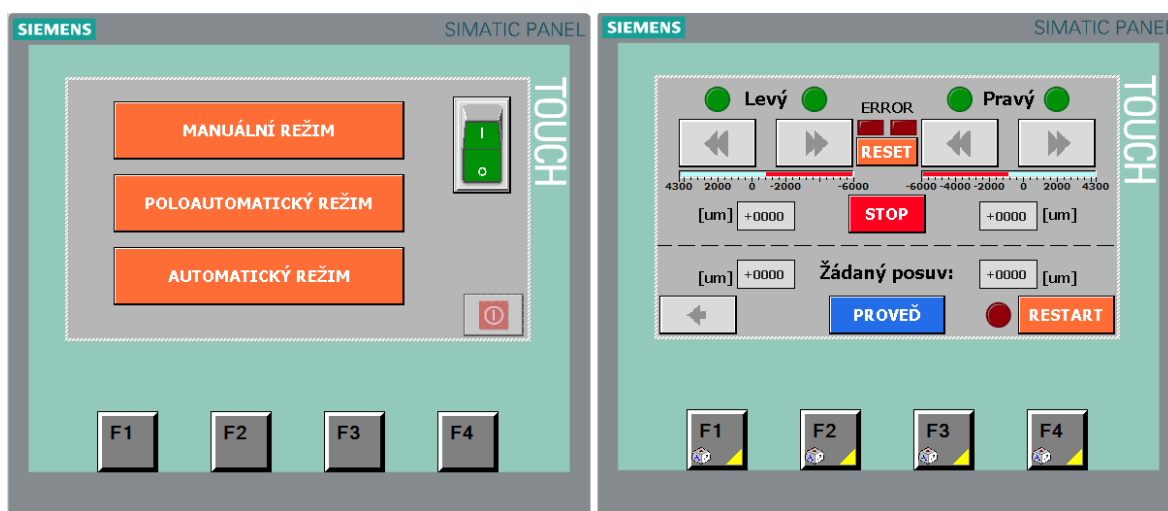 SIEMENS
SIMATIC PANEL
TOUCH
MANUÁLNÍ REŽIM
POLOAUTOMATICKÝ REŽIM
AUTOMATICKÝ REŽIM
I
O
F1 F2 F3 F4
SIEMENS
SIMATIC PANEL
TOUCH
Levý ERROR Pravý
RESET
4300 2000 0 -2000 -6000 -6000 -4000 -2000 0 2000 4300
[um] +0000 STOP +0000 [um]
[um] +0000 Žádaný posuv: +0000 [um]
PROVEĎ RESTART
F1 F2 F3 F4